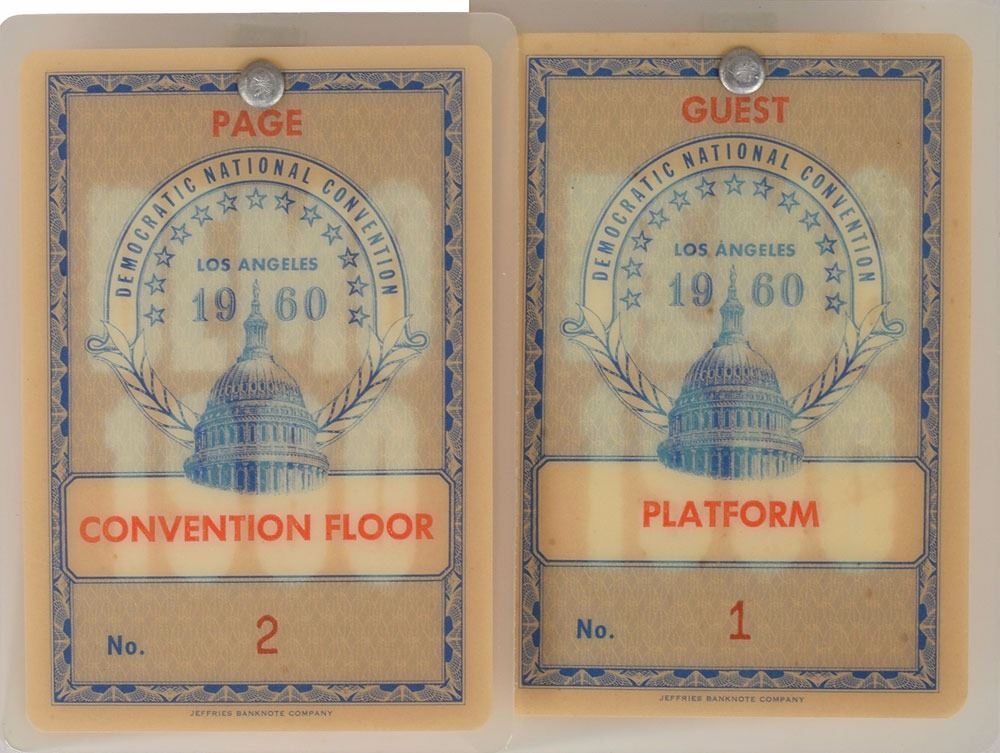 PAGE
DEMOCRATIC NATIONAL CONVENTION
LOS ANGELES
1960
CONVENTION FLOOR
No. 2
JEFFRIES BANKNOTE COMPANY
GUEST
DEMOCRATIC NATIONAL CONVENTION
LOS ANGELES
1960
PLATFORM
No. 1
JEFFRIES BANKNOTE COMPANY